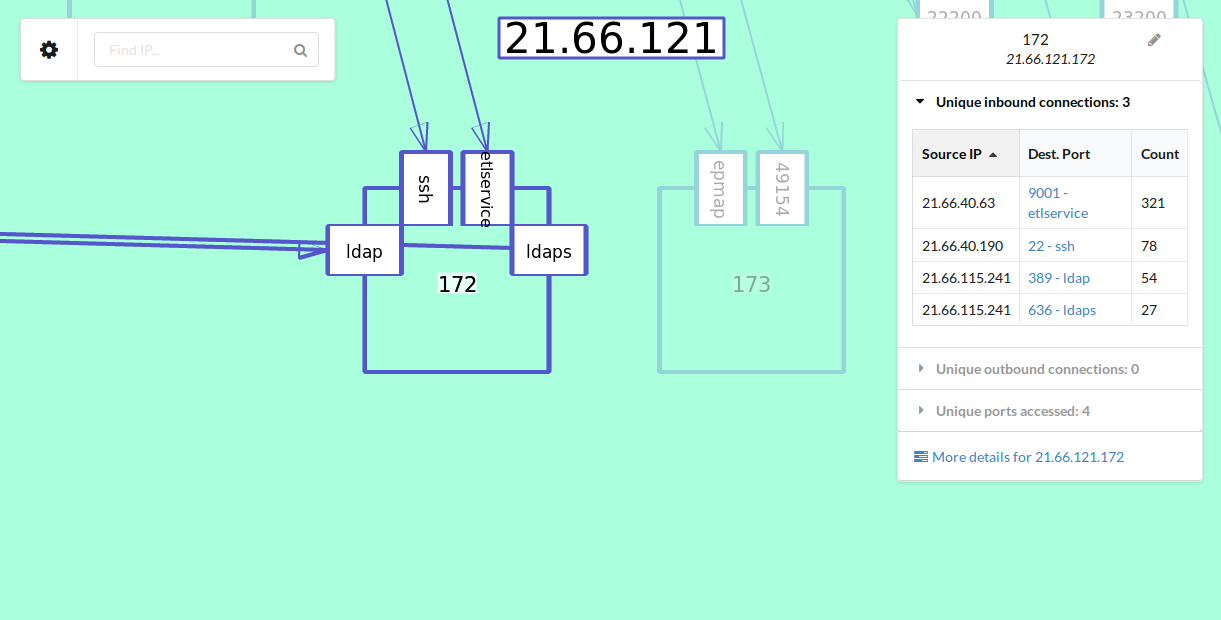 22200
23200
Find IP...
21.66.121
172
21.66.121.172
Unique inbound connections: 3
Source IP
Dest. Port
Count
21.66.40.63
9001 -
etlservice
321
21.66.40.190
22 - ssh
78
21.66.115.241
389 - ldap
54
21.66.115.241
636 - ldaps
27
Unique outbound connections: 0
Unique ports accessed: 4
More details for 21.66.121.172
ssh
etlservice
ldap
ldaps
172
epmap
49154
173